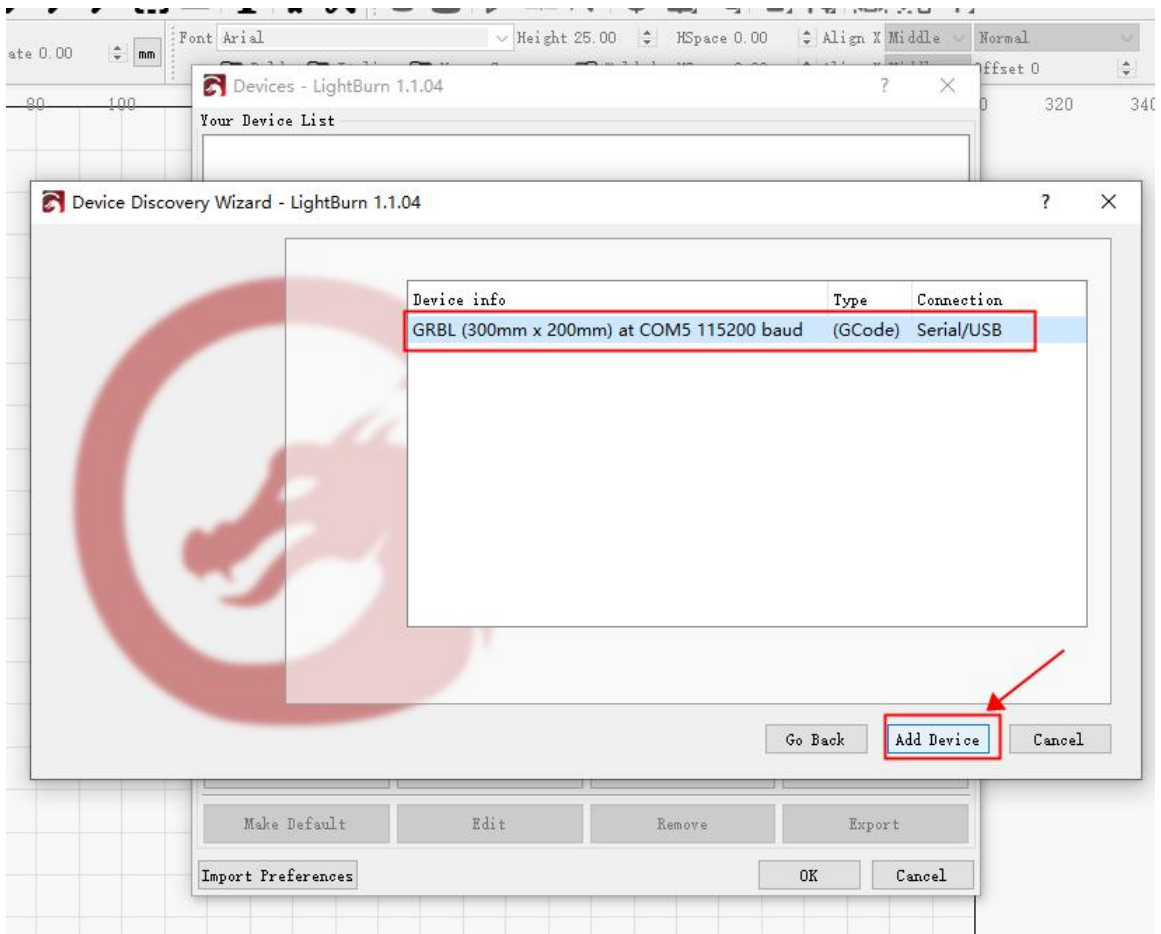 Font Arial Height 25.00 HSpace 0.00 Align X Middle Normal
ate 0.00 mm
Offset 0
Devices - LightBurn 1.1.04 ? ×
90 100 320 340
Your Device List
Device Discovery Wizard - LightBurn 1.1.04 ? ×
Device info Type Connection
GRBL (300mm x 200mm) at COM5 115200 baud (GCode) Serial/USB
Go Back Add Device Cancel
Make Default Edit Remove Export
Import Preferences OK Cancel